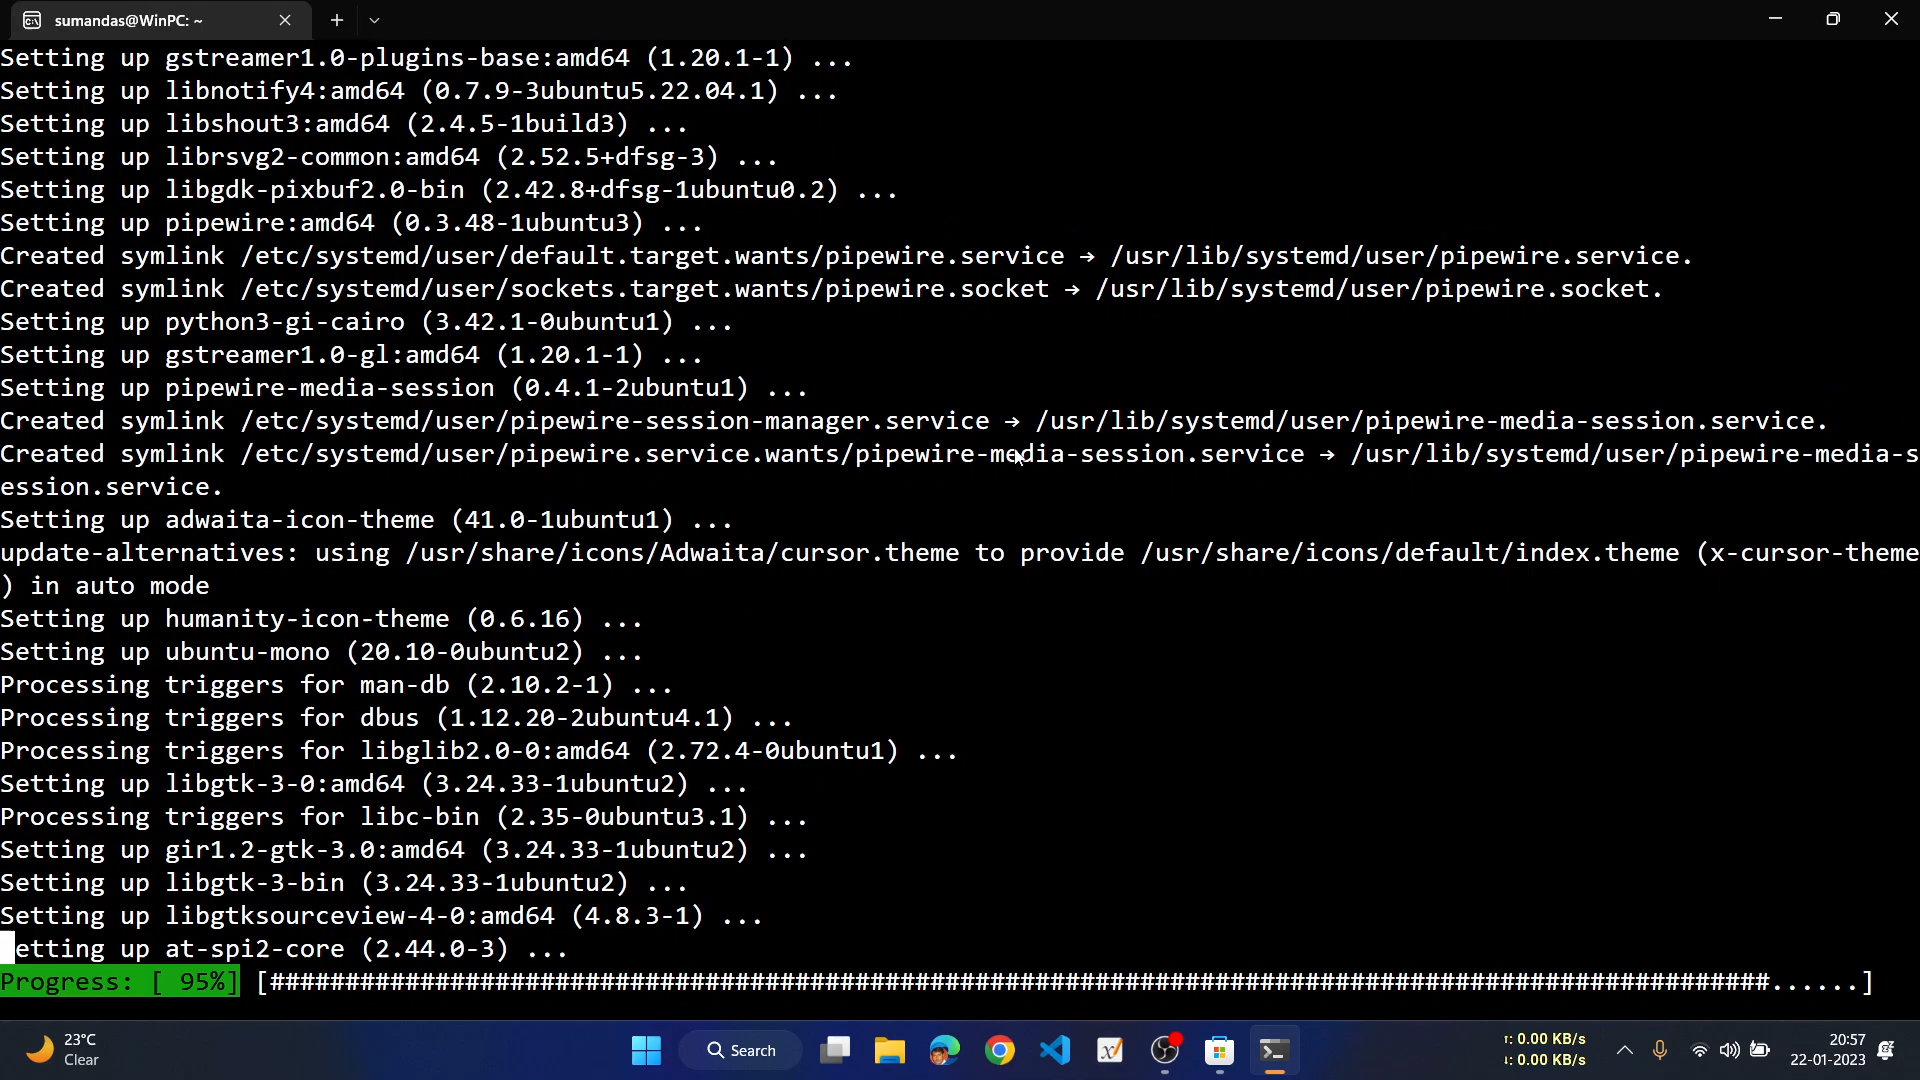 sumandas@WinPC: ~
Setting up gstreamer1.0-plugins-base:amd64 (1.20.1-1) ...
Setting up libnotify4:amd64 (0.7.9-3ubuntu5.22.04.1) ...
Setting up libshout3:amd64 (2.4.5-1build3) ...
Setting up librsvg2-common:amd64 (2.52.5+dfsg-3) ...
Setting up libgdk-pixbuf2.0-bin (2.42.8+dfsg-1ubuntu0.2) ...
Setting up pipewire:amd64 (0.3.48-1ubuntu3) ...
Created symlink /etc/systemd/user/default.target.wants/pipewire.service → /usr/lib/systemd/user/pipewire.service.
Created symlink /etc/systemd/user/sockets.target.wants/pipewire.socket → /usr/lib/systemd/user/pipewire.socket.
Setting up python3-gi-cairo (3.42.1-0ubuntu1) ...
Setting up gstreamer1.0-gl:amd64 (1.20.1-1) ...
Setting up pipewire-media-session (0.4.1-2ubuntu1) ...
Created symlink /etc/systemd/user/pipewire-session-manager.service → /usr/lib/systemd/user/pipewire-media-session.service.
Created symlink /etc/systemd/user/pipewire.service.wants/pipewire-media-session.service → /usr/lib/systemd/user/pipewire-media-s
ession.service.
Setting up adwaita-icon-theme (41.0-1ubuntu1) ...
update-alternatives: using /usr/share/icons/Adwaita/cursor.theme to provide /usr/share/icons/default/index.theme (x-cursor-theme
) in auto mode
Setting up humanity-icon-theme (0.6.16) ...
Setting up ubuntu-mono (20.10-0ubuntu2) ...
Processing triggers for man-db (2.10.2-1) ...
Processing triggers for dbus (1.12.20-2ubuntu4.1) ...
Processing triggers for libglib2.0-0:amd64 (2.72.4-0ubuntu1) ...
Setting up libgtk-3-0:amd64 (3.24.33-1ubuntu2) ...
Processing triggers for libc-bin (2.35-0ubuntu3.1) ...
Setting up gir1.2-gtk-3.0:amd64 (3.24.33-1ubuntu2) ...
Setting up libgtk-3-bin (3.24.33-1ubuntu2) ...
Setting up libgtksourceview-4-0:amd64 (4.8.3-1) ...
etting up at-spi2-core (2.44.0-3) ...
Progress: [ 95%] [####################################################################################################......]
23°C
Clear
Search
↑: 0.00 KB/s
↓: 0.00 KB/s
20:57
22-01-2023